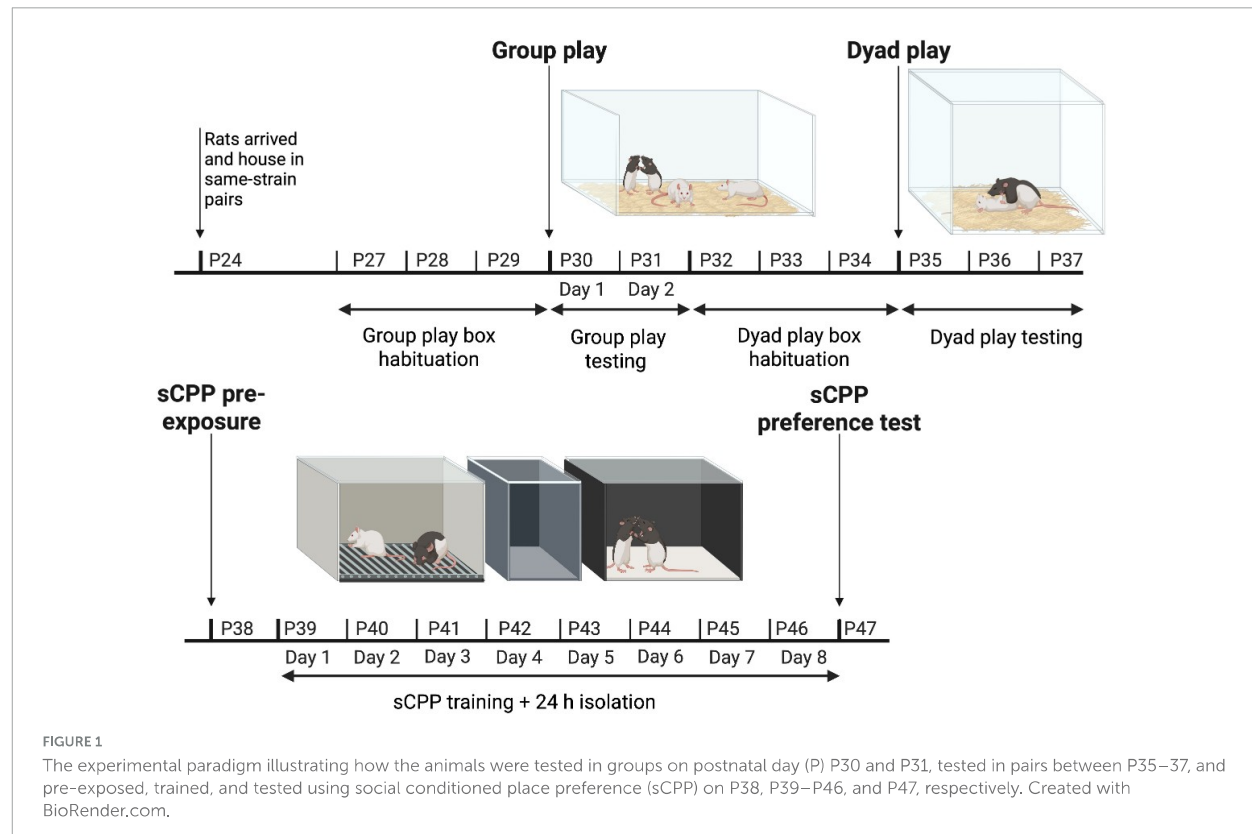 Group play
Dyad play
Rats arrived
and house in
same-strain
pairs
P24 P27 P28 P29 P30 P31 P32 P33 P34 P35 P36 P37
Day 1 Day 2
Group play box
habituation
Group play
testing
Dyad play box
habituation
Dyad play testing
sCPP pre-
exposure
sCPP
preference test
P38 P39 P40 P41 P42 P43 P44 P45 P46 P47
Day 1 Day 2 Day 3 Day 4 Day 5 Day 6 Day 7 Day 8
sCPP training + 24 h isolation
FIGURE 1
The experimental paradigm illustrating how the animals were tested in groups on postnatal day (P) P30 and P31, tested in pairs between P35–37, and
pre-exposed, trained, and tested using social conditioned place preference (sCPP) on P38, P39–P46, and P47, respectively. Created with
BioRender.com.